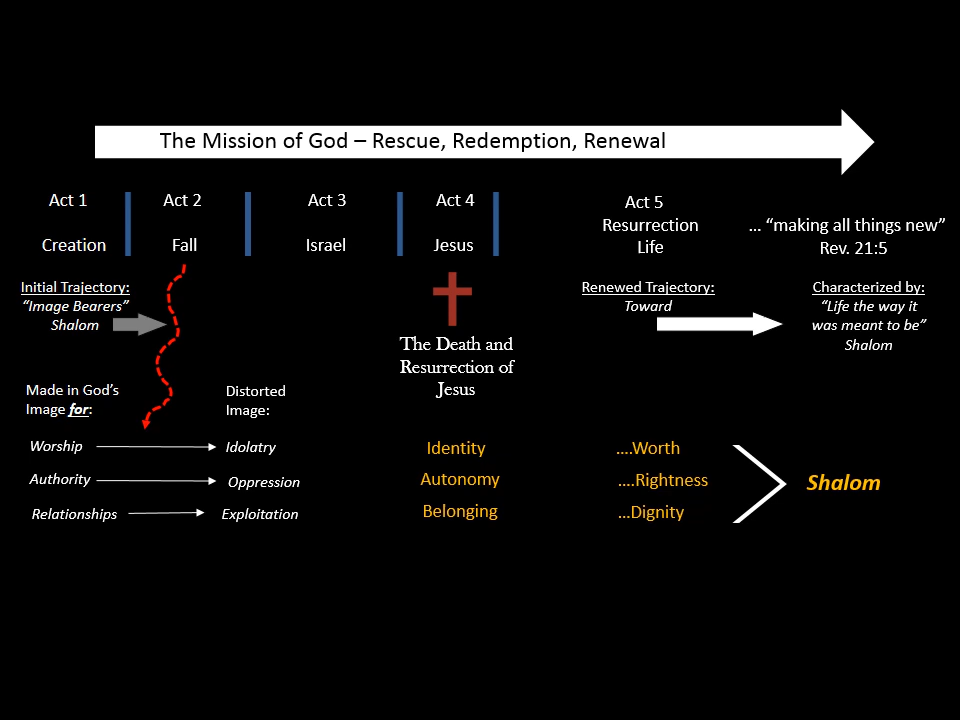 The Mission of God – Rescue, Redemption, Renewal
Act 1
Creation
Act 2
Fall
Act 3
Israel
Act 4
Jesus
Act 5
Resurrection
Life
… “making all things new”
Rev. 21:5
Initial Trajectory:
“Image Bearers”
Shalom
The Death and
Resurrection of
Jesus
Renewed Trajectory:
Toward
Characterized by:
“Life the way it
was meant to be”
Shalom
Made in God’s
Image for:
Distorted
Image:
Worship
Idolatry
Authority
Oppression
Relationships
Exploitation
Identity
Autonomy
Belonging
….Worth
….Rightness
…Dignity
Shalom